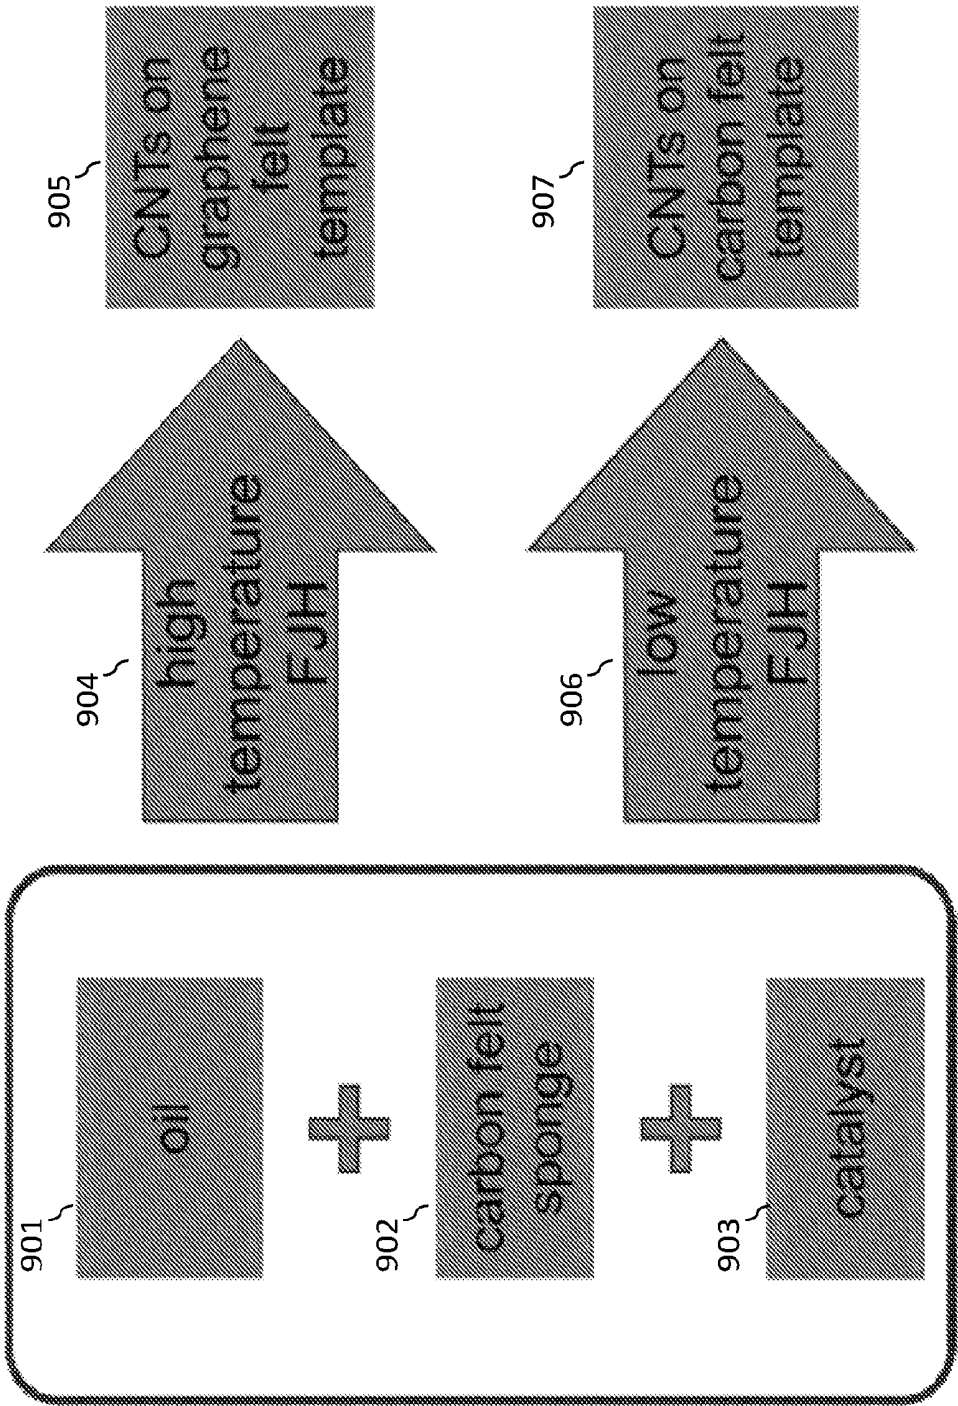 901
oil
902
carbon felt
sponge
903
catalyst
904
high
temperature
FJH
905
CNTs on
graphene
felt
template
906
low
temperature
FJH
907
CNTs on
carbon felt
template